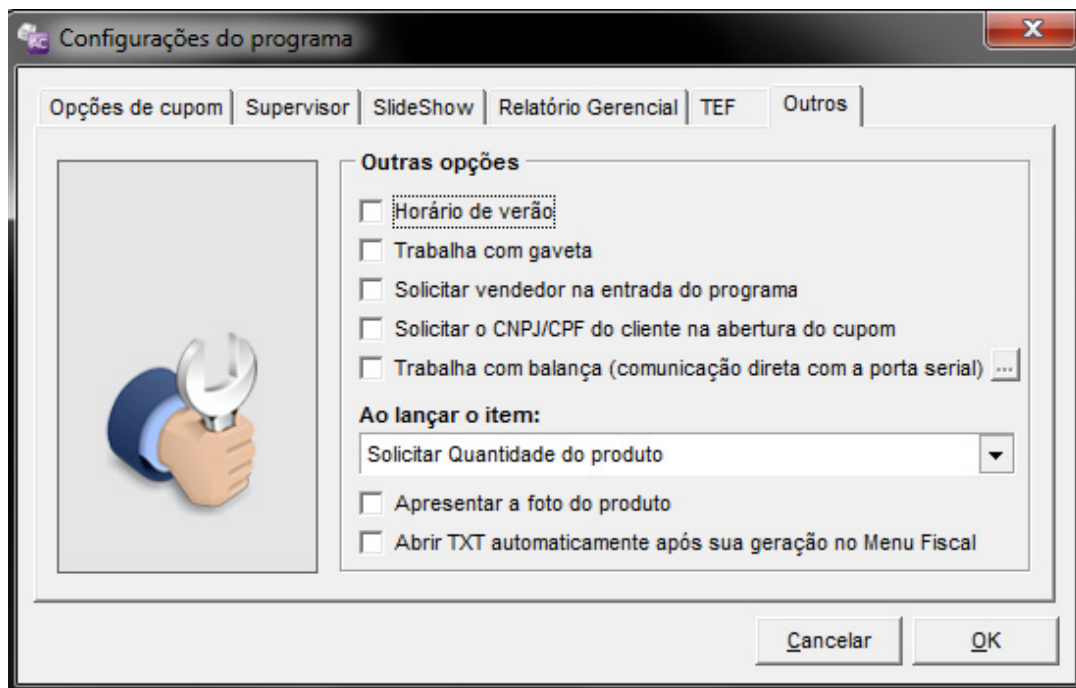 KC Configurações do programa
Opções de cupom Supervisor SlideShow Relatório Gerencial TEF Outros
Outras opções
Horário de verão
Trabalha com gaveta
Solicitar vendedor na entrada do programa
Solicitar o CNPJ/CPF do cliente na abertura do cupom
Trabalha com balança (comunicação direta com a porta serial) ...
Ao lançar o item:
Solicitar Quantidade do produto
Apresentar a foto do produto
Abrir TXT automaticamente após sua geração no Menu Fiscal
Cancelar OK